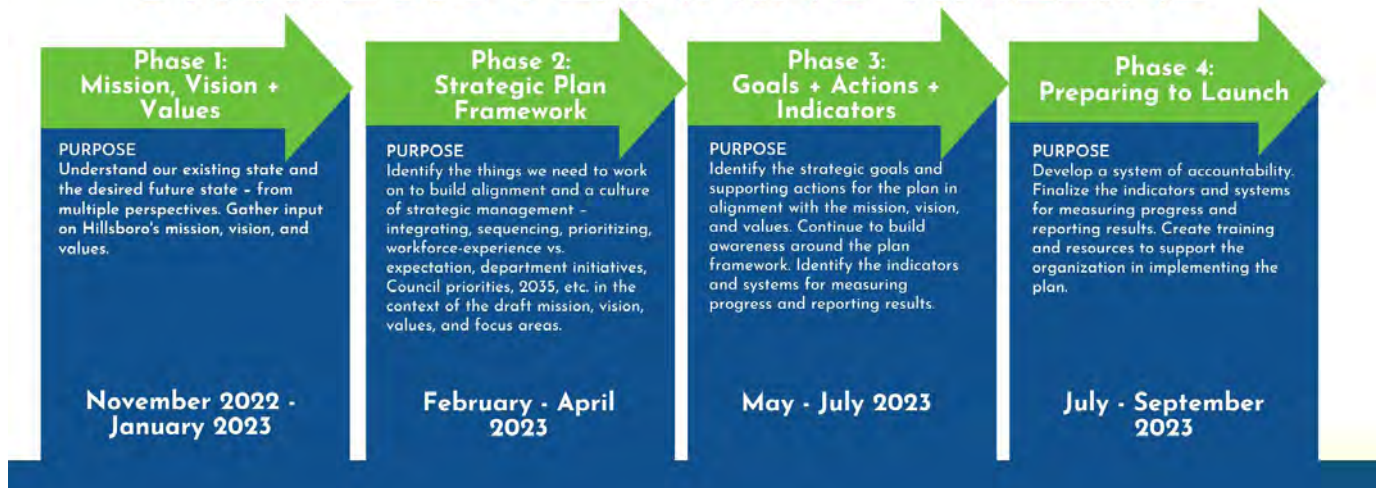 Phase 1:
Mission, Vision +
Values
PURPOSE
Understand our existing state and
the desired future state – from
multiple perspectives. Gather input
on Hillsboro's mission, vision, and
values.
November 2022 -
January 2023
Phase 2:
Strategic Plan
Framework
PURPOSE
Identify the things we need to work
on to build alignment and a culture
of strategic management –
integrating, sequencing, prioritizing,
workforce-experience vs.
expectation, department initiatives,
Council priorities, 2035, etc. in the
context of the draft mission, vision,
values, and focus areas.
February - April
2023
Phase 3:
Goals + Actions +
Indicators
PURPOSE
Identify the strategic goals and
supporting actions for the plan in
alignment with the mission, vision,
and values. Continue to build
awareness around the plan
framework. Identify the indicators
and systems for measuring
progress and reporting results.
May - July 2023
Phase 4:
Preparing to Launch
PURPOSE
Develop a system of accountability.
Finalize the indicators and systems
for measuring progress and
reporting results. Create training
and resources to support the
organization in implementing the
plan.
July - September
2023